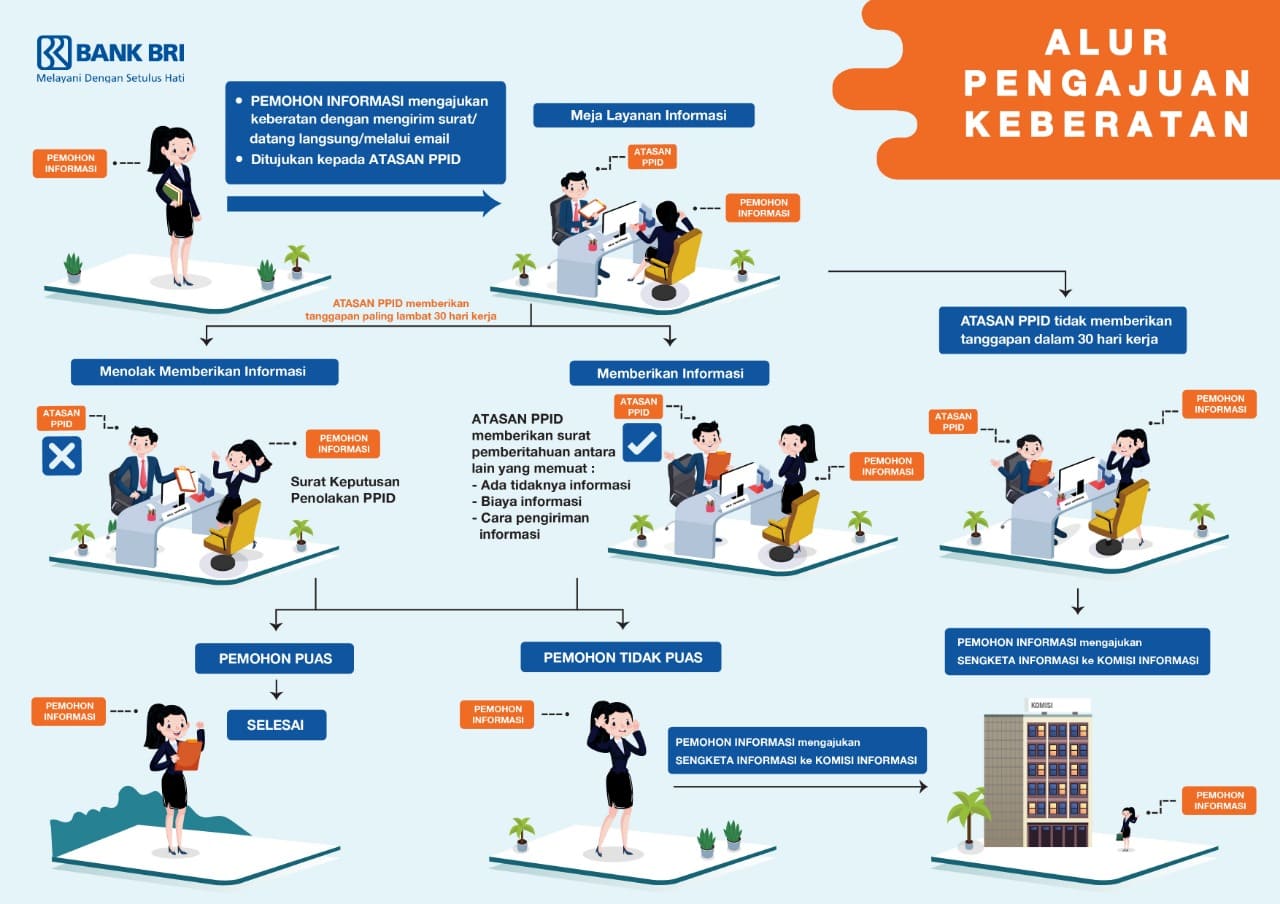 BANK BRI
Melayani Dengan Setulus Hati
ALUR
PENGAJUAN
KEBERATAN
PEMOHON
INFORMASI
• PEMOHON INFORMASI mengajukan
keberatan dengan mengirim surat/
datang langsung/melalui email
• Ditujukan kepada ATASAN PPID
Meja Layanan Informasi
ATASAN
PPID
PEMOHON
INFORMASI
ATASAN PPID memberikan
tanggapan paling lambat 30 hari kerja
ATASAN PPID tidak memberikan
tanggapan dalam 30 hari kerja
Menolak Memberikan Informasi
ATASAN
PPID
PEMOHON
INFORMASI
Surat Keputusan
Penolakan PPID
Memberikan Informasi
ATASAN PPID
memberikan surat
pemberitahuan antara
lain yang memuat :
- Ada tidaknya informasi
- Biaya informasi
- Cara pengiriman
informasi
ATASAN
PPID
PEMOHON
INFORMASI
ATASAN
PPID
PEMOHON
INFORMASI
PEMOHON PUAS
SELESAI
PEMOHON
INFORMASI
PEMOHON TIDAK PUAS
PEMOHON
INFORMASI
PEMOHON INFORMASI mengajukan
SENGKETA INFORMASI ke KOMISI INFORMASI
PEMOHON INFORMASI mengajukan
SENGKETA INFORMASI ke KOMISI INFORMASI
KOMISI
PEMOHON
INFORMASI